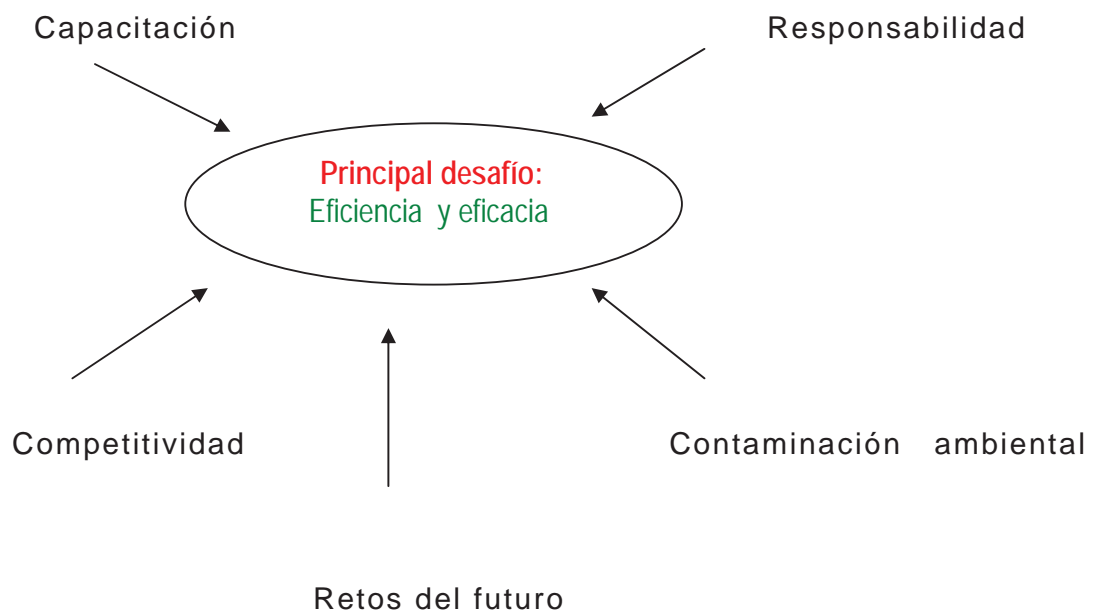 Capacitación
Responsabilidad
Principal desafío:
Eficiencia y eficacia
Competitividad
Contaminación ambiental
Retos del futuro